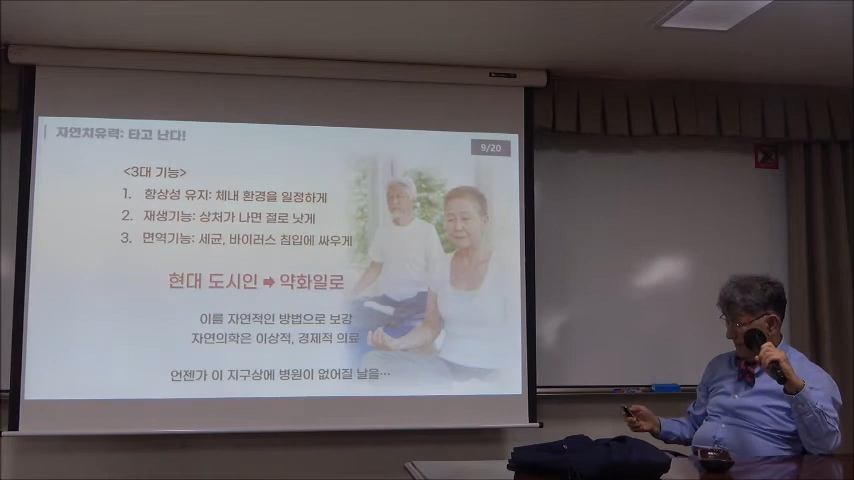 자연치유력: 타고 난다!
9/20
<3대 기능>
1. 항상성 유지: 체내 환경을 일정하게
2. 재생기능: 상처가 나면 절로 낫게
3. 면역기능: 세균, 바이러스 침입에 싸우게
현대 도시인 ➡ 약화일로
이를 자연적인 방법으로 보강
자연의학은 이상적, 경제적 의료
언젠가 이 지구상에 병원이 없어질 날을…